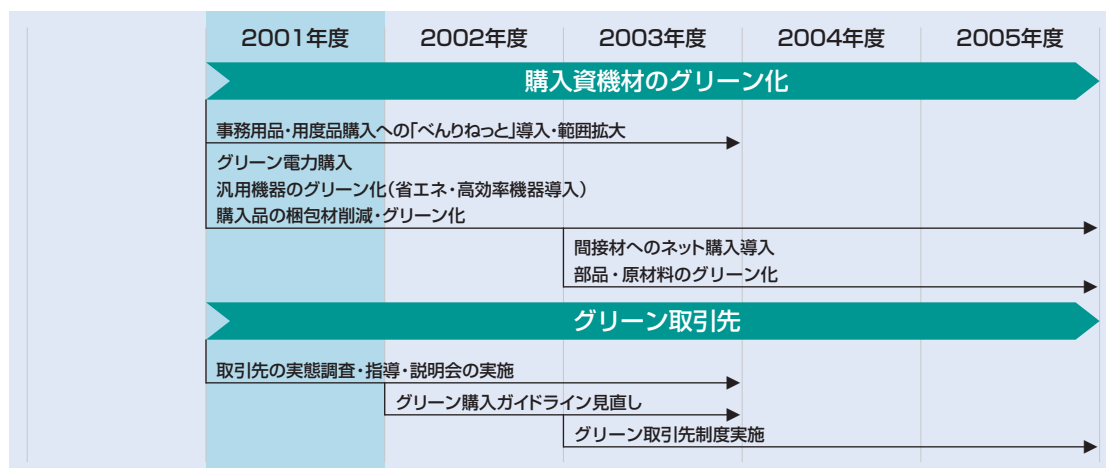 2001年度 2002年度 2003年度 2004年度 2005年度
購入資機材のグリーン化
事務用品・用度品購入への「べんりねっと」導入・範囲拡大
グリーン電力購入
汎用機器のグリーン化(省エネ・高効率機器導入)
購入品の梱包材削減・グリーン化
間接材へのネット購入導入
部品・原材料のグリーン化
グリーン取引先
取引先の実態調査・指導・説明会の実施
グリーン購入ガイドライン見直し
グリーン取引先制度実施